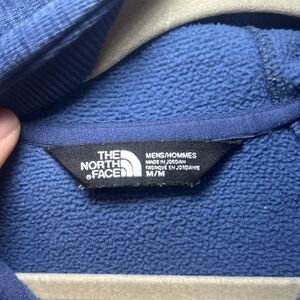 THE
NORTH
FACE
MENS/HOMMES
MADE IN JORDAN
FABRIQUÉ EN JORDANIE
M/M